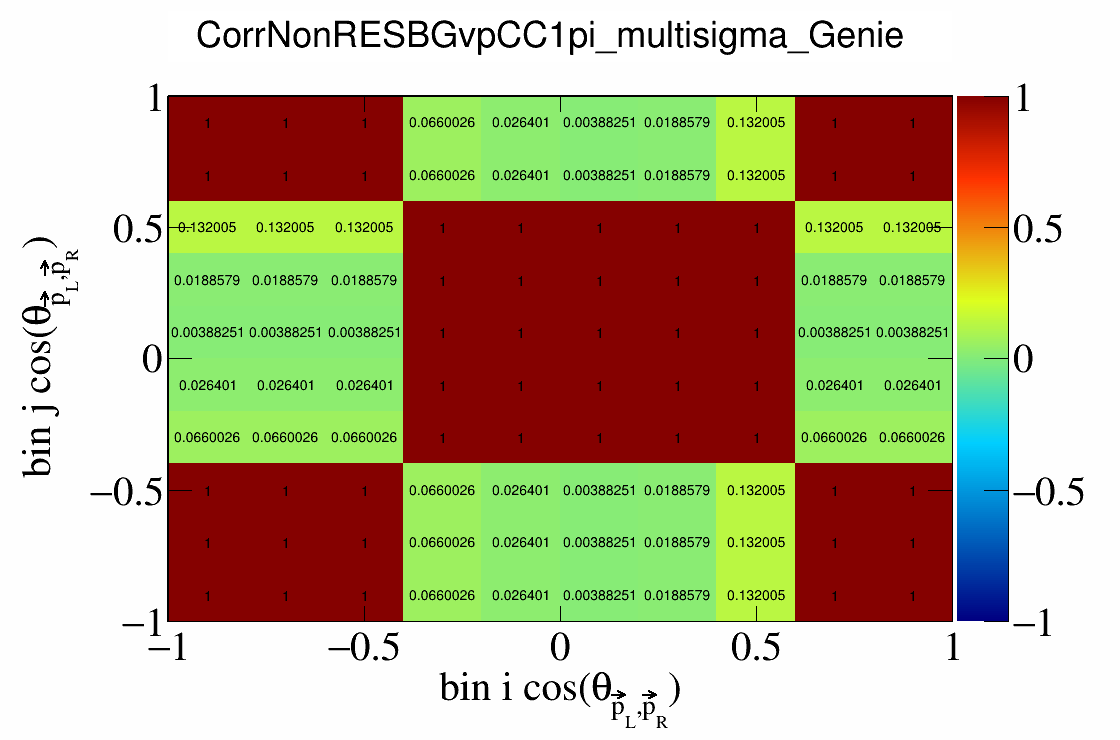 CorrNonRESBGvpCC1pi_multisigma_Genie
1 1 1 0.0660026 0.026401 0.00388251 0.0188579 0.132005 1 1
1 1 1 0.0660026 0.026401 0.00388251 0.0188579 0.132005 1 1
0.132005 0.132005 0.132005 1 1 1 1 1 0.132005 0.132005
0.0188579 0.0188579 0.0188579 1 1 1 1 1 0.0188579 0.0188579
0.00388251 0.00388251 0.00388251 1 1 1 1 1 0.00388251 0.00388251
0.026401 0.026401 0.026401 1 1 1 1 1 0.026401 0.026401
0.0660026 0.0660026 0.0660026 1 1 1 1 1 0.0660026 0.0660026
1 1 1 0.0660026 0.026401 0.00388251 0.0188579 0.132005 1 1
1 1 1 0.0660026 0.026401 0.00388251 0.0188579 0.132005 1 1
1 1 1 0.0660026 0.026401 0.00388251 0.0188579 0.132005 1 1
1
0.5
0
−0.5
−1
bin j cos(θ_{p⃗_L,p⃗_R})
−1 −0.5 0 0.5 1
bin i cos(θ_{p⃗_L,p⃗_R})
1
0.5
0
−0.5
−1